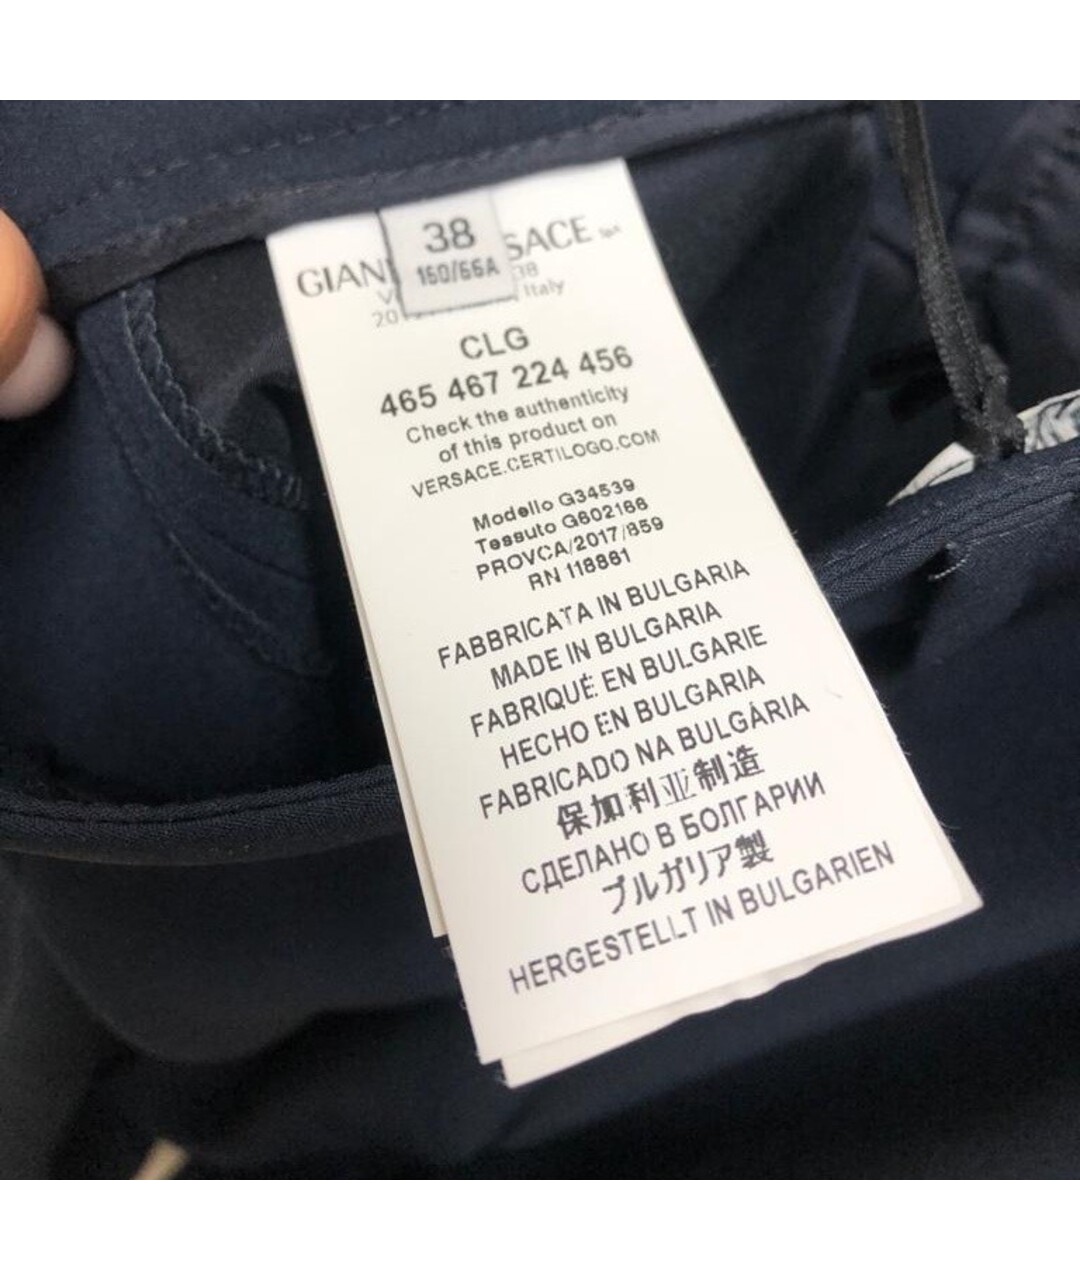 38
160/66A
GIAN SACE SpA
Italy
CLG
465 467 224 456
Check the authenticity
of this product on
VERSACE.CERTILOGO.COM
Modello G34539
Tessuto G602166
PROVCA/2017/859
RN 118881
FABBRICATA IN BULGARIA
MADE IN BULGARIA
FABRIQUÉ EN BULGARIE
HECHO EN BULGARIA
FABRICADO NA BULGÁRIA
保加利亚制造
СДЕЛАНО В БОЛГАРИИ
ブルガリア製
HERGESTELLT IN BULGARIEN